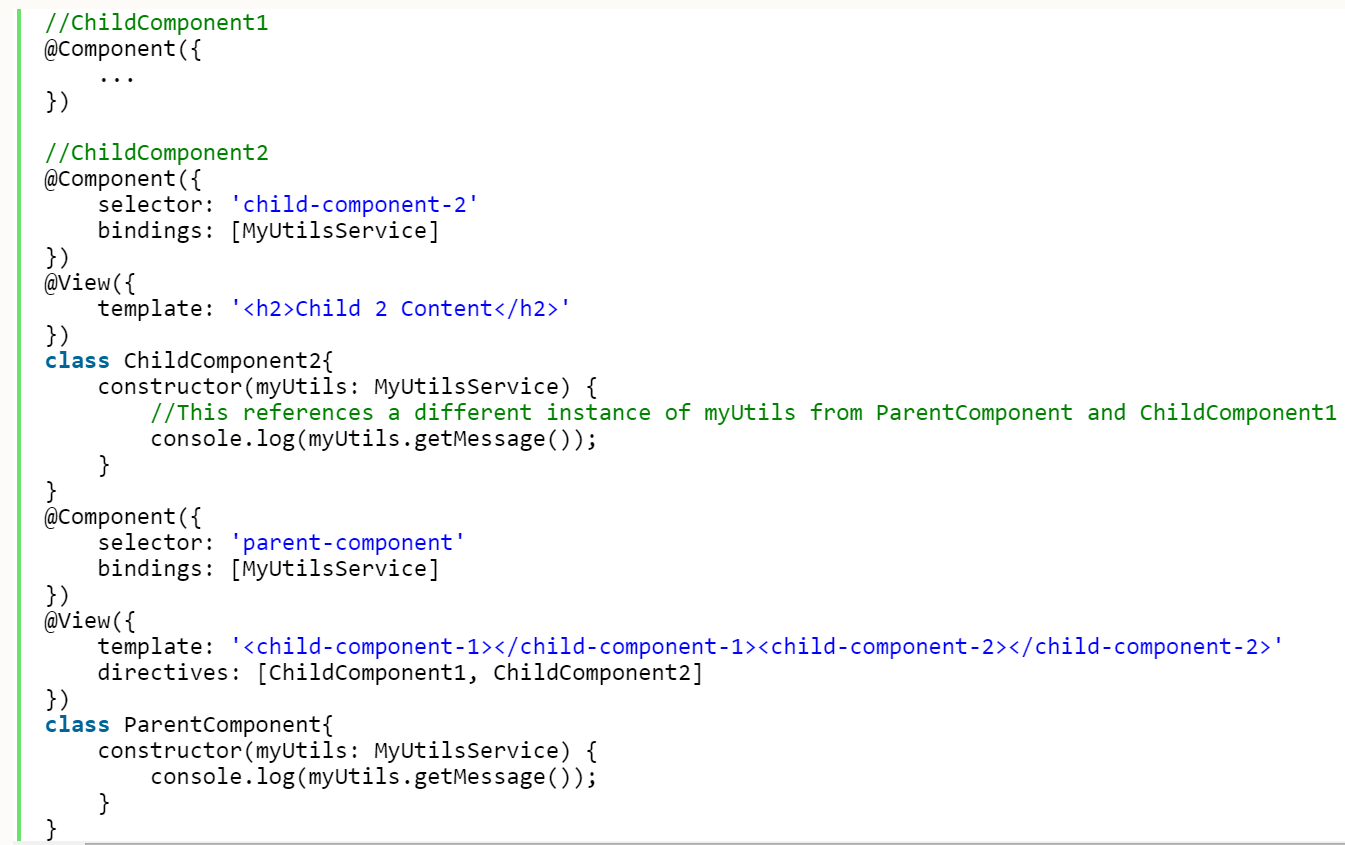 //ChildComponent1
@Component({
    ...
})

//ChildComponent2
@Component({
    selector: 'child-component-2'
    bindings: [MyUtilsService]
})
@View({
    template: '<h2>Child 2 Content</h2>'
})
class ChildComponent2{
    constructor(myUtils: MyUtilsService) {
        //This references a different instance of myUtils from ParentComponent and ChildComponent1
        console.log(myUtils.getMessage());
    }
}
@Component({
    selector: 'parent-component'
    bindings: [MyUtilsService]
})
@View({
    template: '<child-component-1></child-component-1><child-component-2></child-component-2>'
    directives: [ChildComponent1, ChildComponent2]
})
class ParentComponent{
    constructor(myUtils: MyUtilsService) {
        console.log(myUtils.getMessage());
    }
}